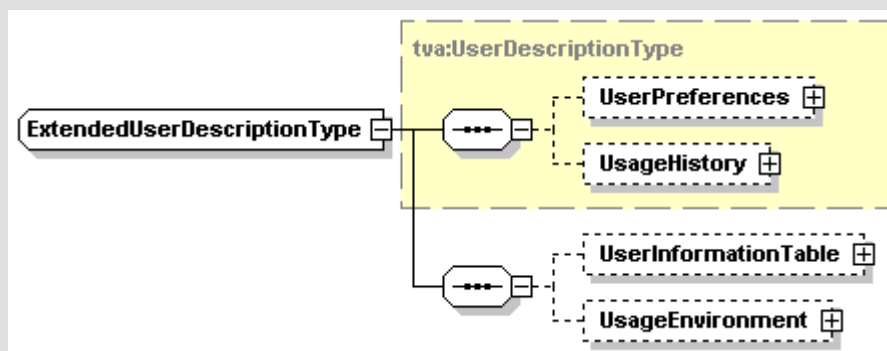 tva:UserDescriptionType
UserPreferences
ExtendedUserDescriptionType
UsageHistory
UserInformationTable
UsageEnvironment